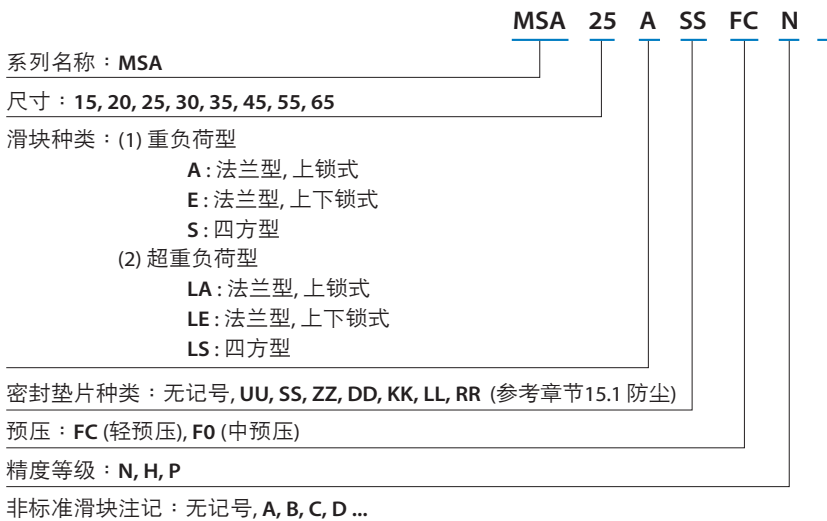 MSA 25 A SS FC N
系列名称：MSA
尺寸：15, 20, 25, 30, 35, 45, 55, 65
滑块种类：(1) 重负荷型
A : 法兰型, 上锁式
E : 法兰型, 上下锁式
S : 四方型
(2) 超重负荷型
LA : 法兰型, 上锁式
LE : 法兰型, 上下锁式
LS : 四方型
密封垫片种类：无记号, UU, SS, ZZ, DD, KK, LL, RR (参考章节15.1 防尘)
预压：FC (轻预压), F0 (中预压)
精度等级：N, H, P
非标准滑块注记：无记号, A, B, C, D ...